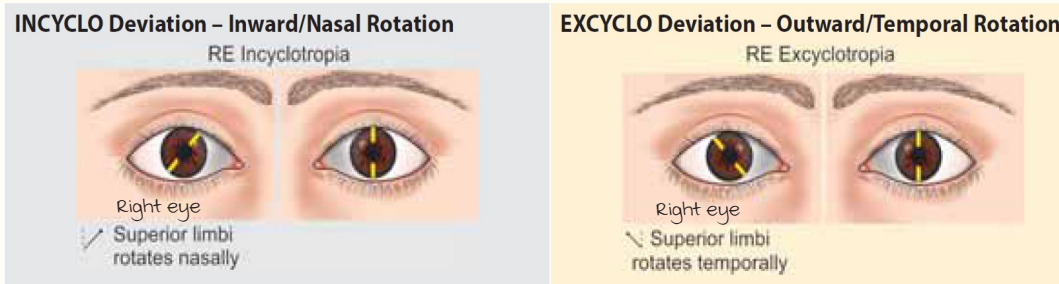 INCYCLO Deviation – Inward/Nasal Rotation
RE Incyclotropia
Right eye
Superior limbi
rotates nasally
EXCYCLO Deviation – Outward/Temporal Rotation
RE Excyclotropia
Right eye
Superior limbi
rotates temporally